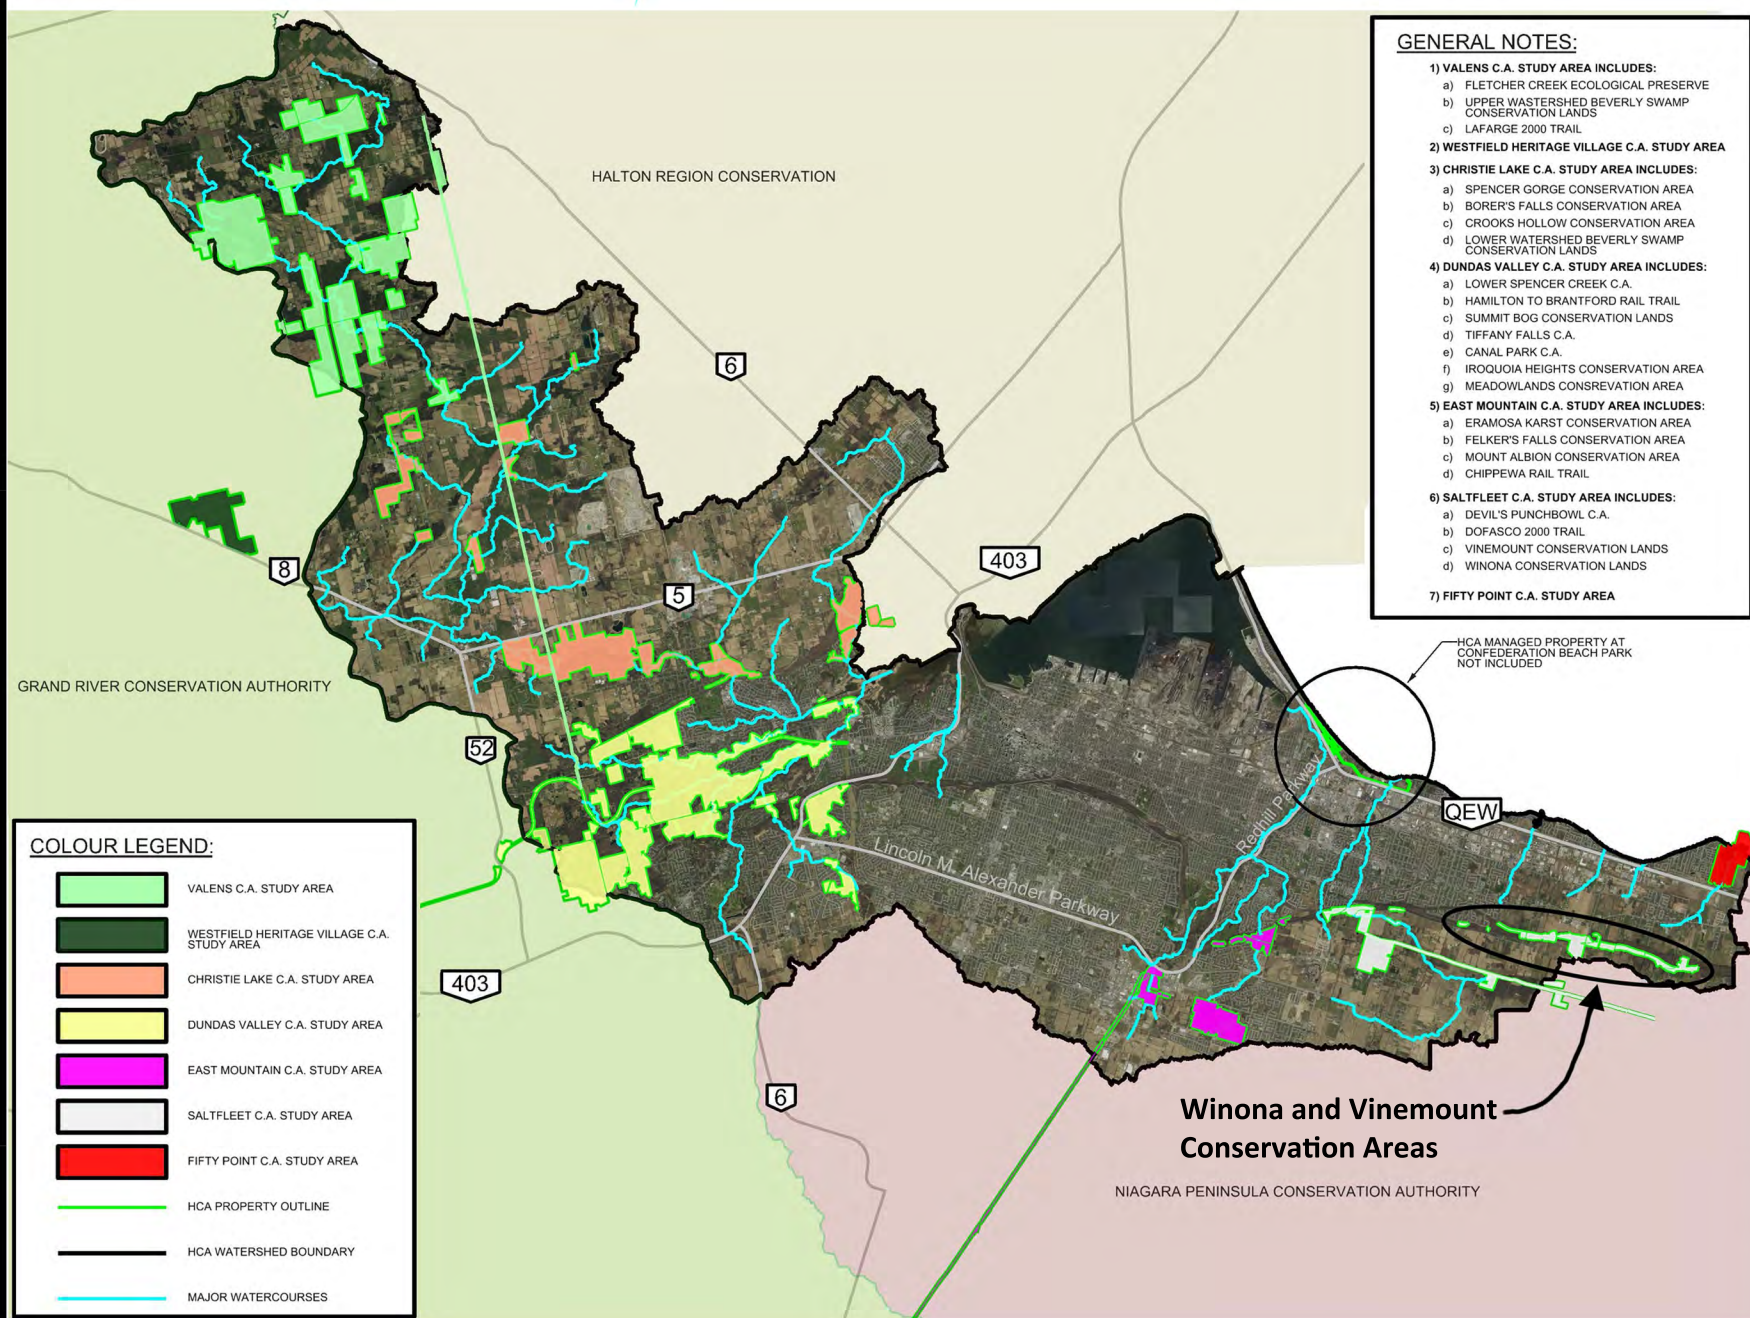 GENERAL NOTES:
1) VALENS C.A. STUDY AREA INCLUDES:
a) FLETCHER CREEK ECOLOGICAL PRESERVE
b) UPPER WASTERSHED BEVERLY SWAMP
CONSERVATION LANDS
c) LAFARGE 2000 TRAIL
2) WESTFIELD HERITAGE VILLAGE C.A. STUDY AREA
3) CHRISTIE LAKE C.A. STUDY AREA INCLUDES:
a) SPENCER GORGE CONSERVATION AREA
b) BORER'S FALLS CONSERVATION AREA
c) CROOKS HOLLOW CONSERVATION AREA
d) LOWER WATERSHED BEVERLY SWAMP
CONSERVATION LANDS
4) DUNDAS VALLEY C.A. STUDY AREA INCLUDES:
a) LOWER SPENCER CREEK C.A.
b) HAMILTON TO BRANTFORD RAIL TRAIL
c) SUMMIT BOG CONSERVATION LANDS
d) TIFFANY FALLS C.A.
e) CANAL PARK C.A.
f) IROQUOIA HEIGHTS CONSERVATION AREA
g) MEADOWLANDS CONSREVATION AREA
5) EAST MOUNTAIN C.A. STUDY AREA INCLUDES:
a) ERAMOSA KARST CONSERVATION AREA
b) FELKER'S FALLS CONSERVATION AREA
c) MOUNT ALBION CONSERVATION AREA
d) CHIPPEWA RAIL TRAIL
6) SALTFLEET C.A. STUDY AREA INCLUDES:
a) DEVIL'S PUNCHBOWL C.A.
b) DOFASCO 2000 TRAIL
c) VINEMOUNT CONSERVATION LANDS
d) WINONA CONSERVATION LANDS
7) FIFTY POINT C.A. STUDY AREA
HALTON REGION CONSERVATION
6
403
8
5
HCA MANAGED PROPERTY AT
CONFEDERATION BEACH PARK
NOT INCLUDED
GRAND RIVER CONSERVATION AUTHORITY
52
Redhill Parkway
QEW
Lincoln M. Alexander Parkway
403
6
Winona and Vinemount
Conservation Areas
NIAGARA PENINSULA CONSERVATION AUTHORITY
COLOUR LEGEND:
VALENS C.A. STUDY AREA
WESTFIELD HERITAGE VILLAGE C.A.
STUDY AREA
CHRISTIE LAKE C.A. STUDY AREA
DUNDAS VALLEY C.A. STUDY AREA
EAST MOUNTAIN C.A. STUDY AREA
SALTFLEET C.A. STUDY AREA
FIFTY POINT C.A. STUDY AREA
HCA PROPERTY OUTLINE
HCA WATERSHED BOUNDARY
MAJOR WATERCOURSES